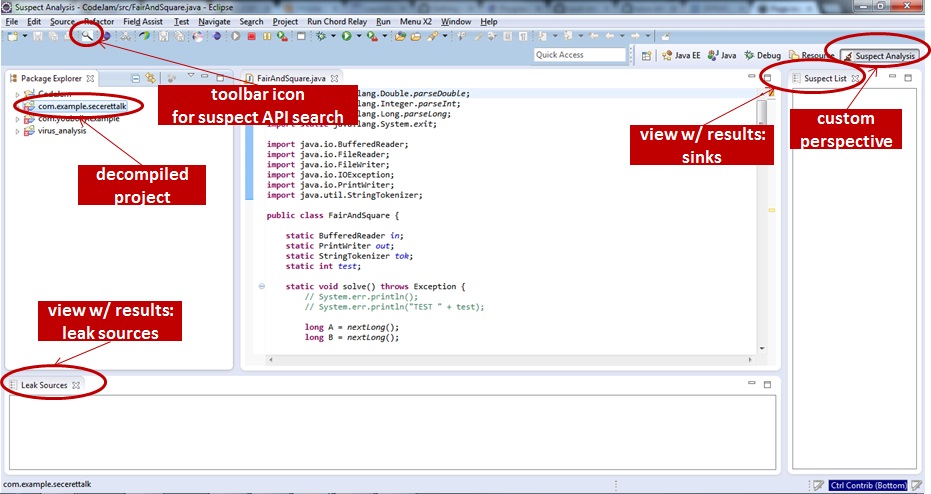 Suspect Analysis - CodeJam/src/FairAndSquare.java - Eclipse
File Edit Source Refactor Field Assist Test Navigate Search Project Run Chord Relay Run Menu X2 Window Help
Quick Access
Java EE Java Debug Resource Suspect Analysis
Package Explorer
FairAndSquare.java
Suspect List
CodeJam
com.example.secerettalk
example
virus_analysis
toolbar icon
for suspect API search
decompiled
project
view w/ results:
sinks
custom
perspective
lang.Double.parseDouble;
lang.Integer.parseInt;
lang.Long.parseLong;
import static java.lang.System.exit;
import java.io.BufferedReader;
import java.io.FileReader;
import java.io.FileWriter;
import java.io.IOException;
import java.io.PrintWriter;
import java.util.StringTokenizer;
public class FairAndSquare {
static BufferedReader in;
static PrintWriter out;
static StringTokenizer tok;
static int test;
static void solve() throws Exception {
// System.err.println();
// System.err.println("TEST " + test);
long A = nextLong();
long B = nextLong();
view w/ results:
leak sources
Leak Sources
com.example.secerettalk
Ctrl Contrib (Bottom)